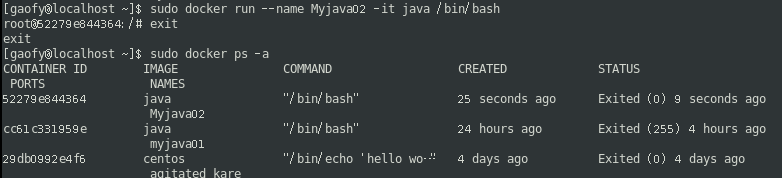 [gaofy@localhost ~]$ sudo docker run --name Myjava02 -it java /bin/bash
root@52279e844364:/# exit
exit
[gaofy@localhost ~]$ sudo docker ps -a
CONTAINER ID IMAGE COMMAND CREATED STATUS
PORTS NAMES
52279e844364 java "/bin/bash" 25 seconds ago Exited (0) 9 seconds ago
Myjava02
cc61c331959e java "/bin/bash" 24 hours ago Exited (255) 4 hours ago
myjava01
29db0992e4f6 centos "/bin/echo 'hello wo…" 4 days ago Exited (0) 4 days ago
agitated_kare